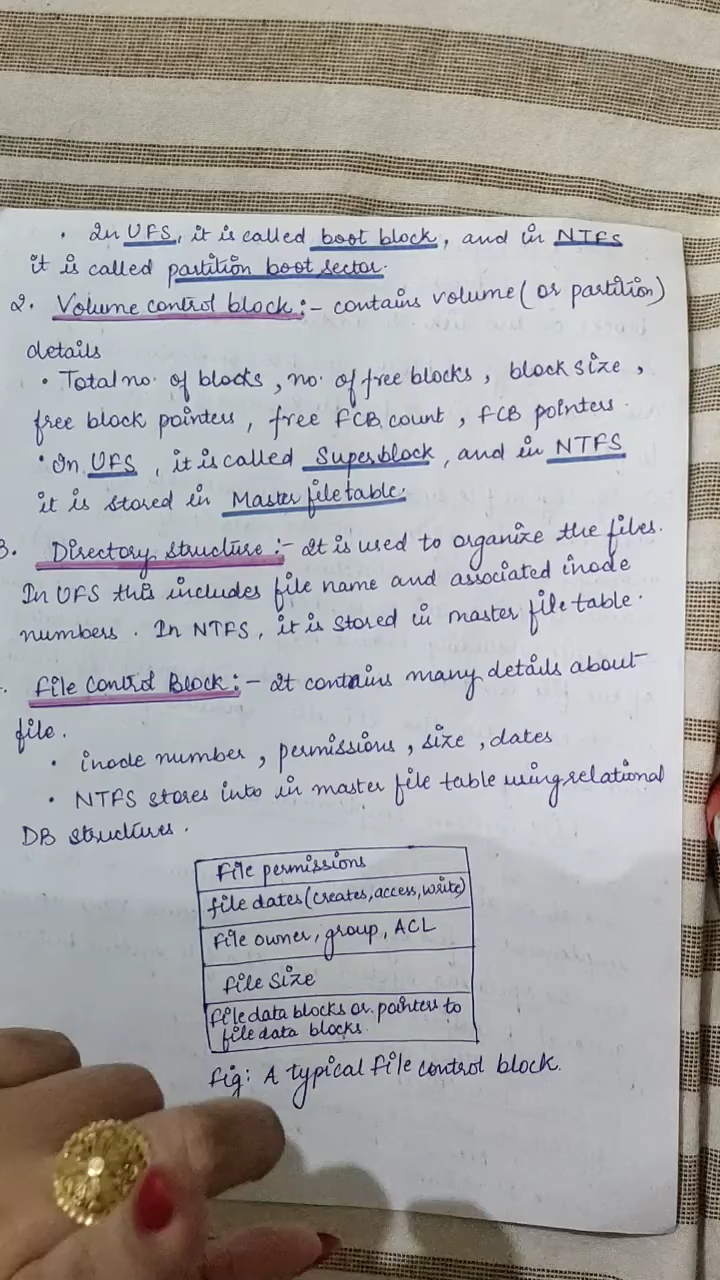 • In UFS, it is called boot block, and in NTFS
it is called partition boot sector.
2. Volume control block :- contains volume (or partition)
details
• Total no. of blocks, no. of free blocks, block size,
free block pointers, free FCB count, FCB pointers.
• In UFS, it is called Superblock, and in NTFS
it is stored in Master file table.
3. Directory structure :- It is used to organize the files.
In UFS this includes file name and associated inode
numbers. In NTFS, it is stored in master file table.
. File Control Block :- It contains many details about
file.
• inode number, permissions, size, dates
• NTFS stores into in master file table using relational
DB structures.
File permissions
file dates (creates, access, write)
File owner, group, ACL
File Size
File data blocks or pointers to
file data blocks.
Fig: A typical file control block.